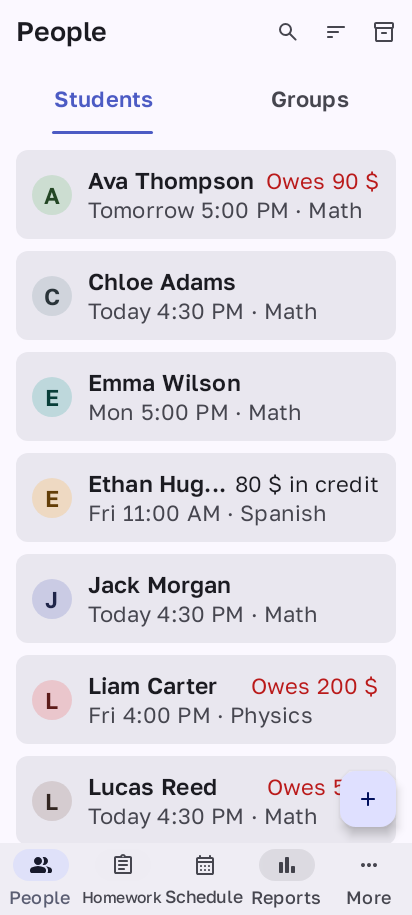 People
Students Groups
A Ava Thompson Owes 90 $
Tomorrow 5:00 PM · Math
C Chloe Adams
Today 4:30 PM · Math
E Emma Wilson
Mon 5:00 PM · Math
E Ethan Hug... 80 $ in credit
Fri 11:00 AM · Spanish
J Jack Morgan
Today 4:30 PM · Math
L Liam Carter Owes 200 $
Fri 4:00 PM · Physics
L Lucas Reed Owes
Today 4:30 PM · Math
People Homework Schedule Reports More